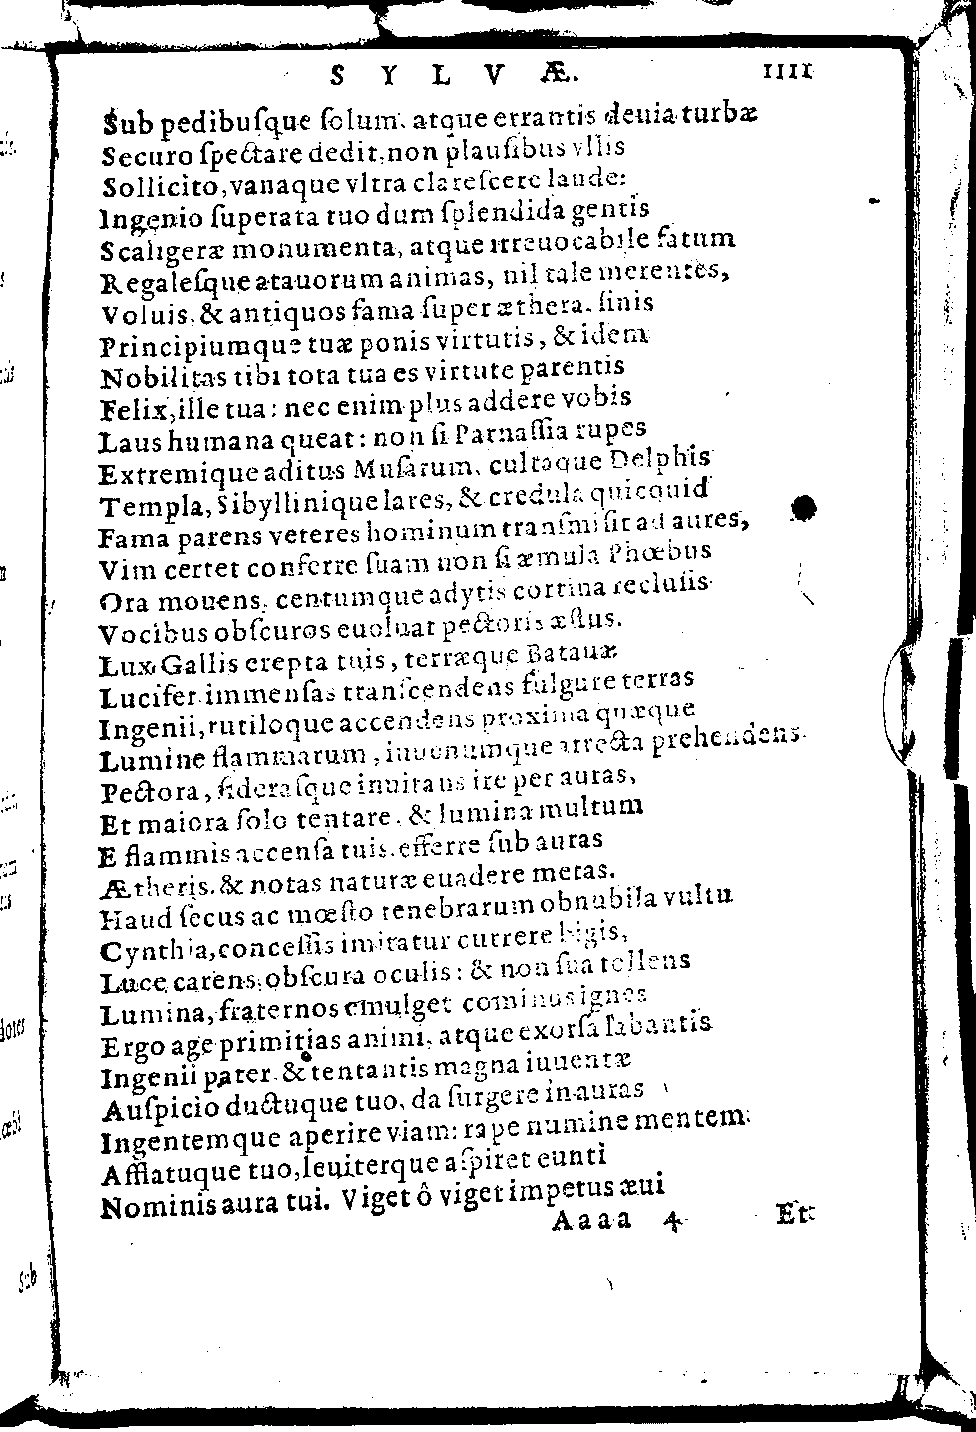 SYLVÆ. IIII
Sub pedibuſque ſolum, atque errantis deuia turbæ
Securo ſpectare dedit, non plauſibus vllis
Sollicito, vanaque vltra clareſcere laude:
Ingenio ſuperata tuo dum ſplendida gentis
Scaligeræ monumenta, atque irreuocabile fatum
Regaleſque atauorum animas, nil tale merentes,
Voluis, & antiquos fama ſuper æthera. finis
Principiumque tuæ ponis virtutis, & idem
Nobilitas tibi tota tua es virtute parentis
Felix, ille tua: nec enim plus addere vobis
Laus humana queat: non ſi Parnaſſia rupes
Extremique aditus Muſarum, cultaque Delphis
Templa, Sibyllinique lares, & credula quicquid
Fama parens veteres hominum tranſmiſit ad aures,
Vim certet conferre ſuam non ſi æmula Phœbus
Ora mouens, centumque adytis cortina recluſis
Vocibus obſcuros euoluat pectoris æſtus.
Lux Gallis erepta tuis, terræque Batauæ
Lucifer immenſas tranſcendens fulgure terras
Ingenii, rutiloque accendens proxima quæque
Lumine flammarum, iuuenumque arrecta prehendens
Pectora, ſideraſque inuitans ire per auras,
Et maiora ſolo tentare, & lumina multum
E flammis accenſa tuis, efferre ſub auras
Ætheris, & notas naturæ euadere metas.
Haud ſecus ac mœſto tenebrarum obnubila vultu
Cynthia, conceſſis imitatur currere bigis,
Luce carens, obſcura oculis: & non ſua tollens
Lumina, fraternos emulget cominus ignes
Ergo age primitias animi, atque exorſa labantis
Ingenii pater & tentantis magna iuuentæ
Auſpicio ductuque tuo, da ſurgere in auras
Ingentemque aperire viam: rape numine mentem
Afflatuque tuo, leuiterque aſpiret eunti
Nominis aura tui. Viget ô viget impetus æui
Aaaa 4 Et
Sub